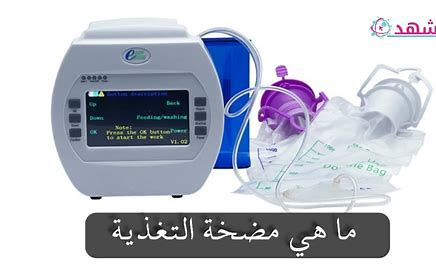 شهد
e
Button description
Up Back
Down Feeding/washing
OK Power
Note:
Press the OK button
to start the work
V1.02
ما هي مضخة التغذية